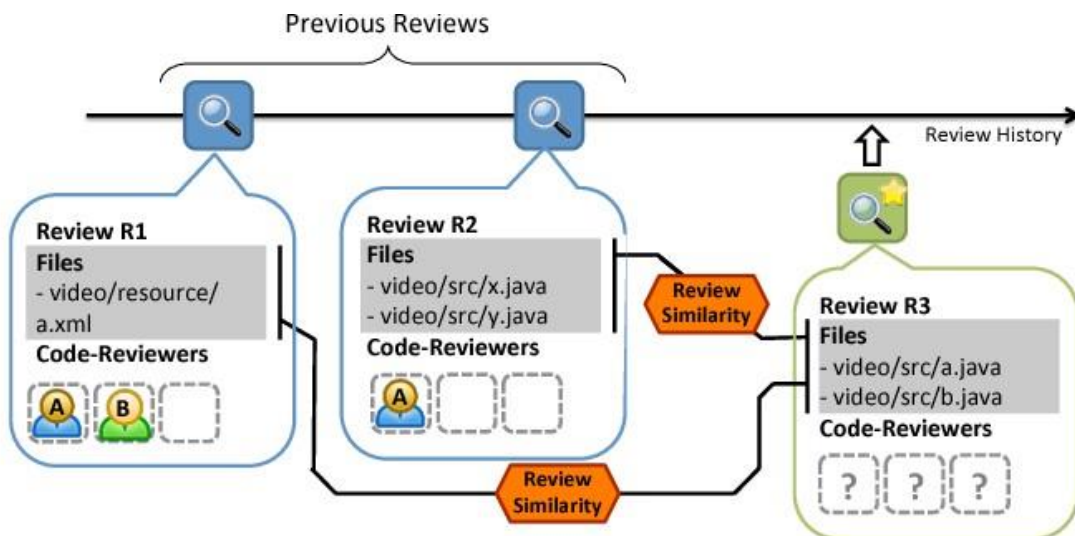 Previous Reviews
Review History
Review R1
Files
- video/resource/
a.xml
Code-Reviewers
A
B
Review R2
Files
- video/src/x.java
- video/src/y.java
Code-Reviewers
A
Review
Similarity
Review
Similarity
Review R3
Files
- video/src/a.java
- video/src/b.java
Code-Reviewers
? ? ?